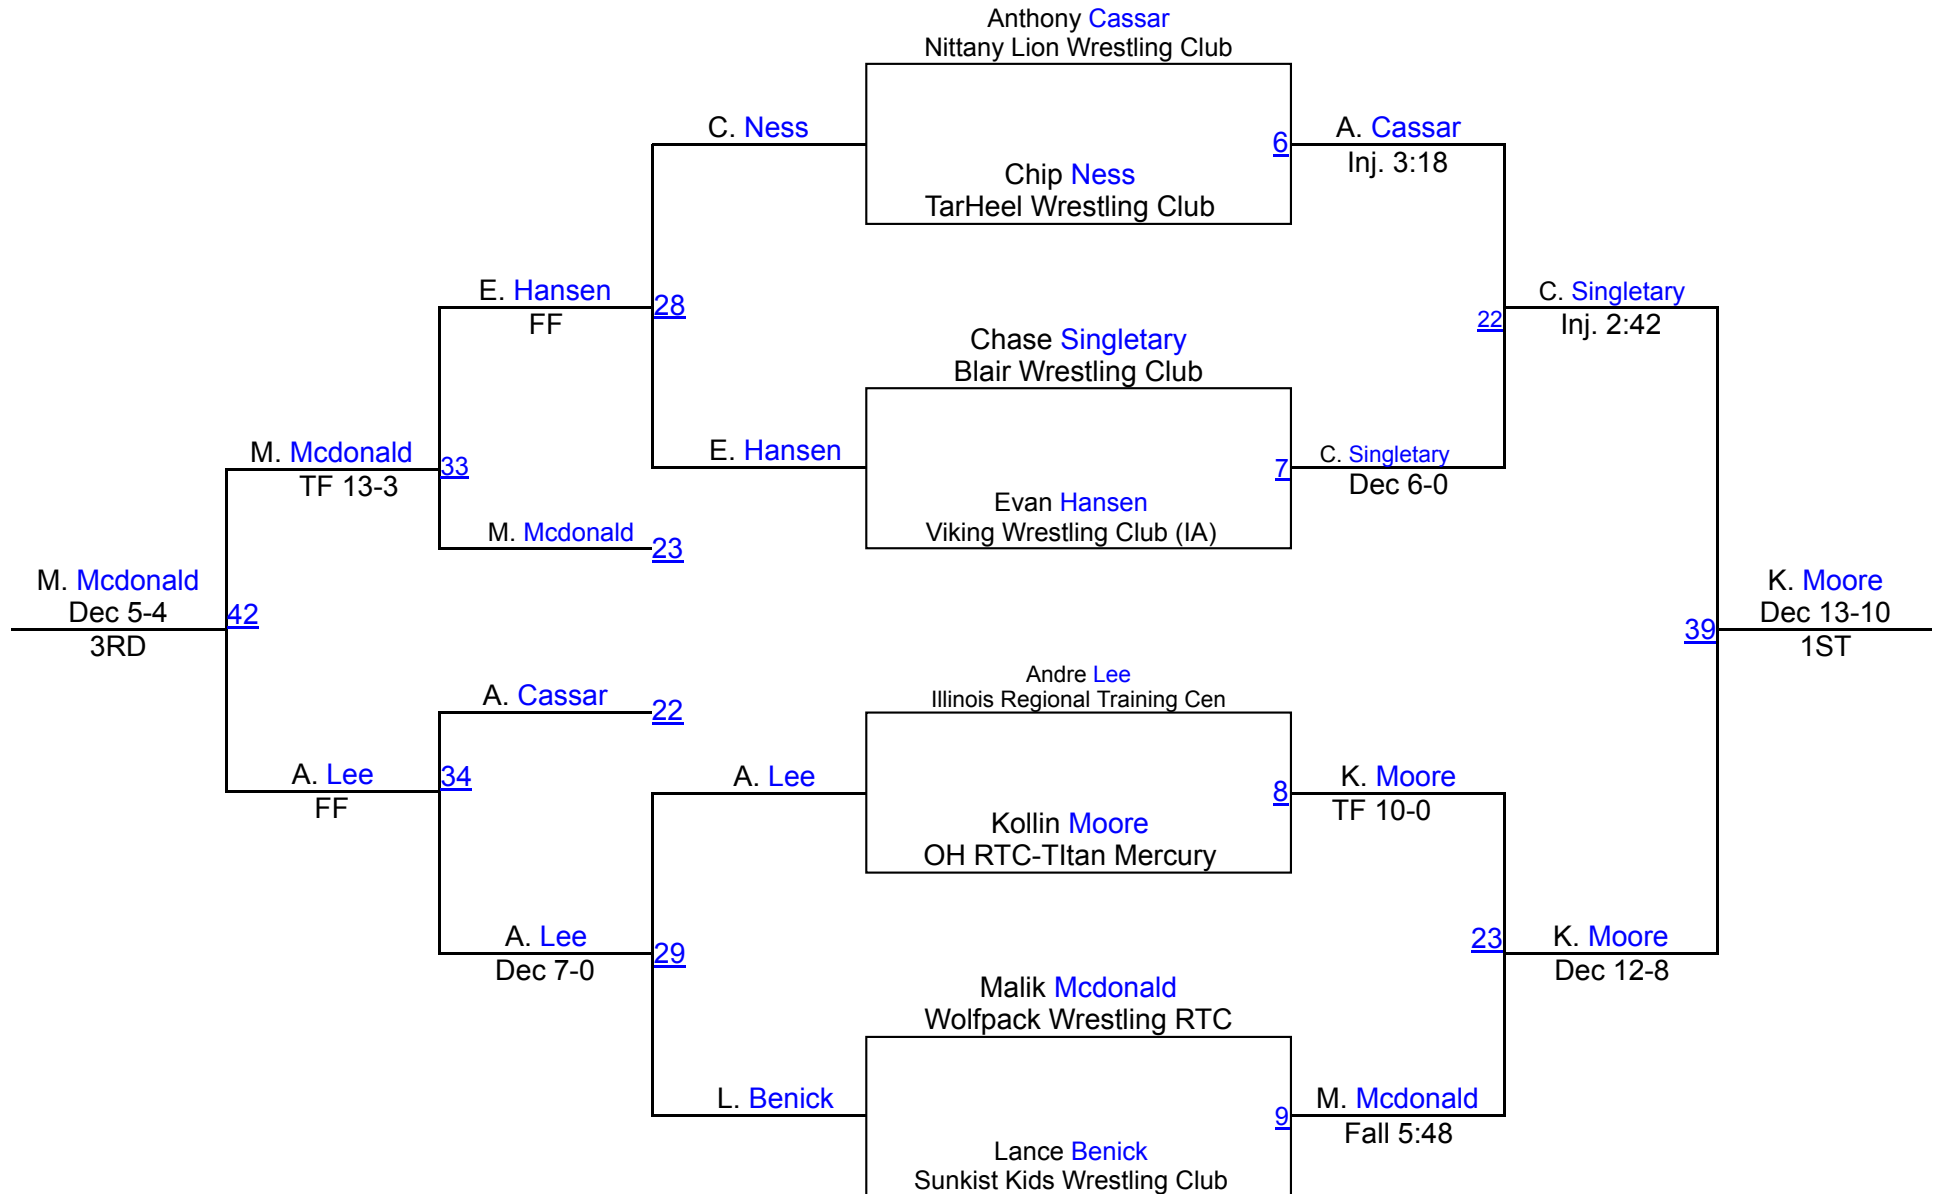 Anthony Cassar
Nittany Lion Wrestling Club
C. Ness
6
A. Cassar
Inj. 3:18
Chip Ness
TarHeel Wrestling Club
E. Hansen
FF
28
C. Singletary
Inj. 2:42
22
Chase Singletary
Blair Wrestling Club
M. Mcdonald
TF 13-3
33
E. Hansen
7
C. Singletary
Dec 6-0
Evan Hansen
Viking Wrestling Club (IA)
M. Mcdonald
23
M. Mcdonald
Dec 5-4
3RD
42
K. Moore
Dec 13-10
1ST
39
Andre Lee
Illinois Regional Training Cen
A. Cassar
22
A. Lee
FF
34
A. Lee
8
K. Moore
TF 10-0
Kollin Moore
OH RTC-TItan Mercury
A. Lee
Dec 7-0
29
23
K. Moore
Dec 12-8
Malik Mcdonald
Wolfpack Wrestling RTC
L. Benick
9
M. Mcdonald
Fall 5:48
Lance Benick
Sunkist Kids Wrestling Club